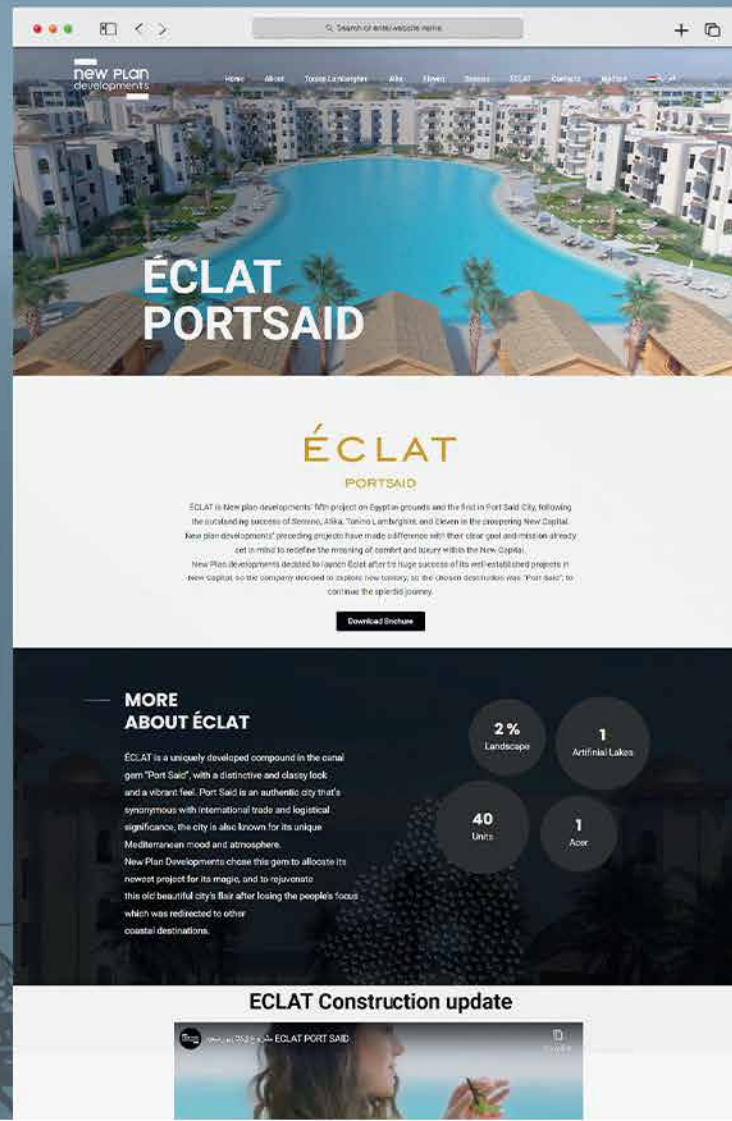 Search or enter website name
new plan
developments
Home About Tonino Lamborghini Alika Eleven Serrano ÉCLAT Contacts
ÉCLAT
PORTSAID
ÉCLAT
PORTSAID
ÉCLAT is New plan developments' fifth project on Egyptian grounds and the first in Port Said City, following
the outstanding success of Serrano, Alika, Tonino Lamborghini, and Eleven in the prospering New Capital.
New plan developments' preceding projects have made a difference with their clear goal and mission already
set in mind to redefine the meaning of comfort and luxury within the New Capital.
New Plan developments decided to launch Éclat after its huge success of its well-established projects in
New Capital, so the company decided to explore new territory, so the chosen destination was "Port Said", to
continue the splendid journey.
Download Brochure
MORE
ABOUT ÉCLAT
ÉCLAT is a uniquely developed compound in the canal
gem "Port Said", with a distinctive and classy look
and a vibrant feel. Port Said is an authentic city that's
synonymous with international trade and logistical
significance, the city is also known for its unique
Mediterranean mood and atmosphere.
New Plan Developments chose this gem to allocate its
newest project for its magic, and to rejuvenate
this old beautiful city's flair after losing the people's focus
which was redirected to other
coastal destinations.
2 %
Landscape
1
Artifinial Lakes
40
Units
1
Acer
ECLAT Construction update
ECLAT PORT SAID